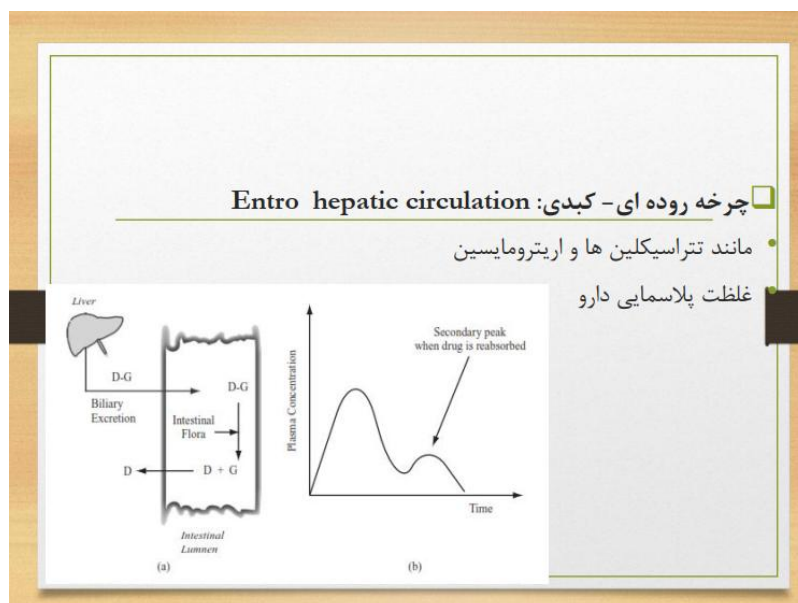 چرخه روده ای- کبدی: Entro hepatic circulation
مانند تتراسیکلین ها و اریترومایسین
غلظت پلاسمایی دارو
Liver
D-G
Biliary
Excretion
D-G
Intestinal
Flora
D
D + G
Intestinal
Lumnen
(a)
Plasma Concentration
Secondary peak
when drug is reabsorbed
Time
(b)